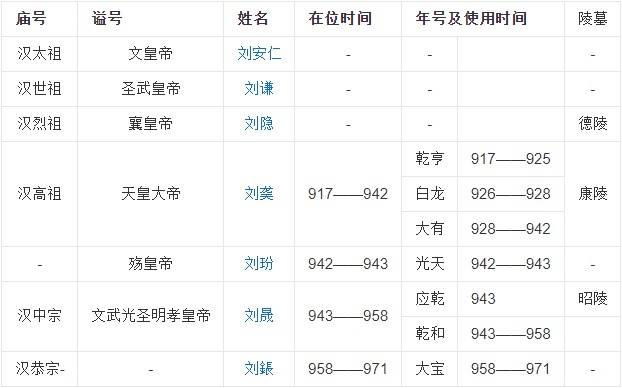 庙号 谥号 姓名 在位时间 年号及使用时间 陵墓
汉太祖 文皇帝 刘安仁 - - -
汉世祖 圣武皇帝 刘谦 - - -
汉烈祖 襄皇帝 刘隐 - - 德陵
汉高祖 天皇大帝 刘龑 917——942 乾亨 917——925 康陵
白龙 926——928
大有 928——942
- 殇皇帝 刘玢 942——943 光天 942——943 -
汉中宗 文武光圣明孝皇帝 刘晟 943——958 应乾 943 昭陵
乾和 943——958
汉恭宗- - 刘鋹 958——971 大宝 958——971 -